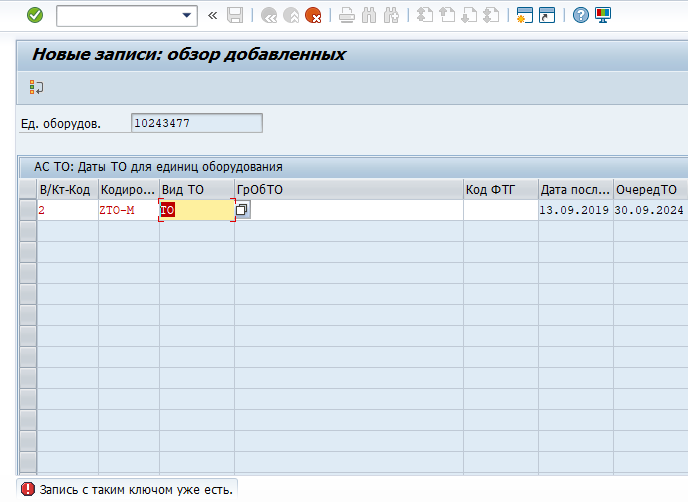 Новые записи: обзор добавленных
Ед. оборудов. 10243477
АС ТО: Даты ТО для единиц оборудования
В/Кт-Код Кодиро... Вид ТО ГрОбТО Код ФТГ Дата посл... ОчередТО
2 ZTO-M ТО 13.09.2019 30.09.2024
Запись с таким ключом уже есть.